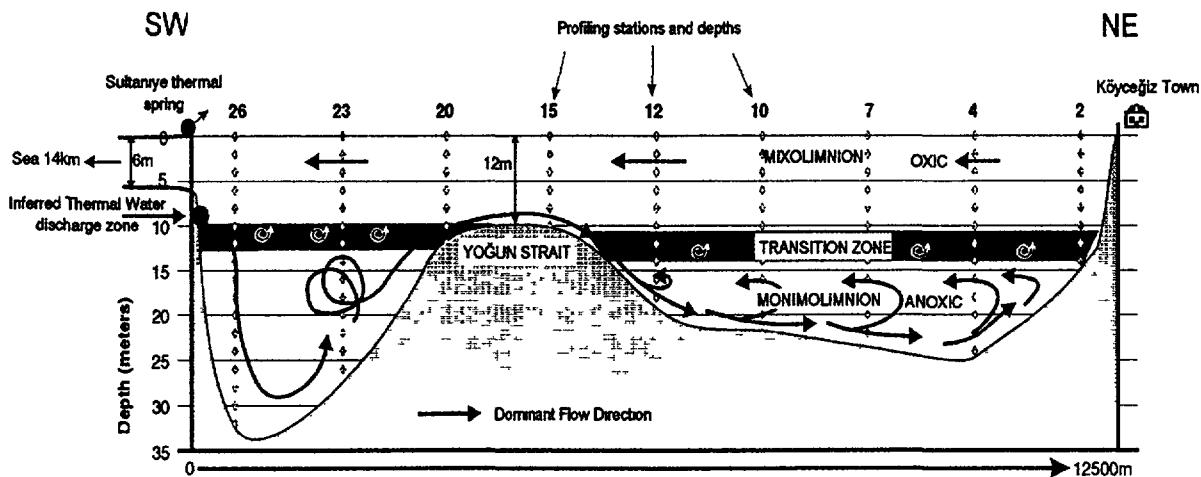 SW
NE
Profiling stations and depths
Sultanıye thermal
spring
Köyceğiz Town
26 23 20 15 12 10 7 4 2
0
Sea 14km
6m
12m
MIXOLIMNION
OXIC
5
Inferred Thermal Water
discharge zone
10
YOĞUN STRAIT
TRANSITION ZONE
15
MONIMOLIMNION
ANOXIC
20
25
30
35
Depth (meters)
Dominant Flow Direction
0
12500m